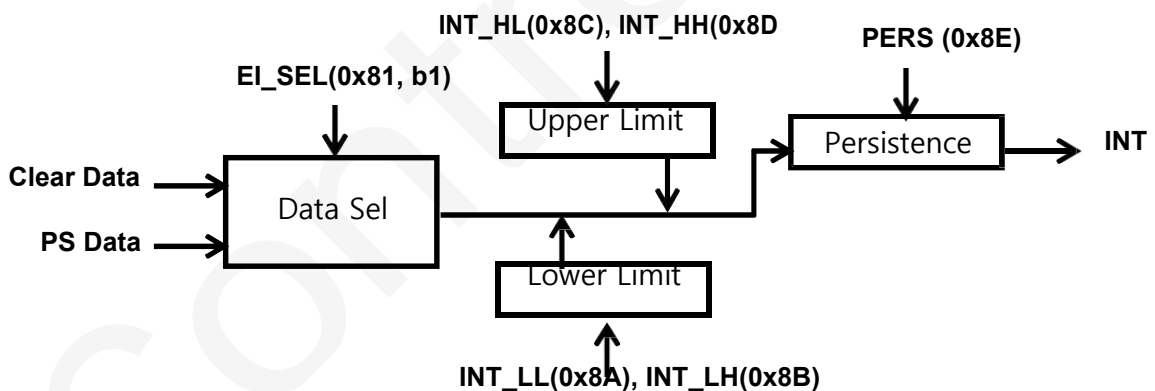 INT_HL(0x8C), INT_HH(0x8D
PERS (0x8E)
EI_SEL(0x81, b1)
Upper Limit
Persistence
INT
Clear Data
Data Sel
PS Data
Lower Limit
INT_LL(0x8A), INT_LH(0x8B)